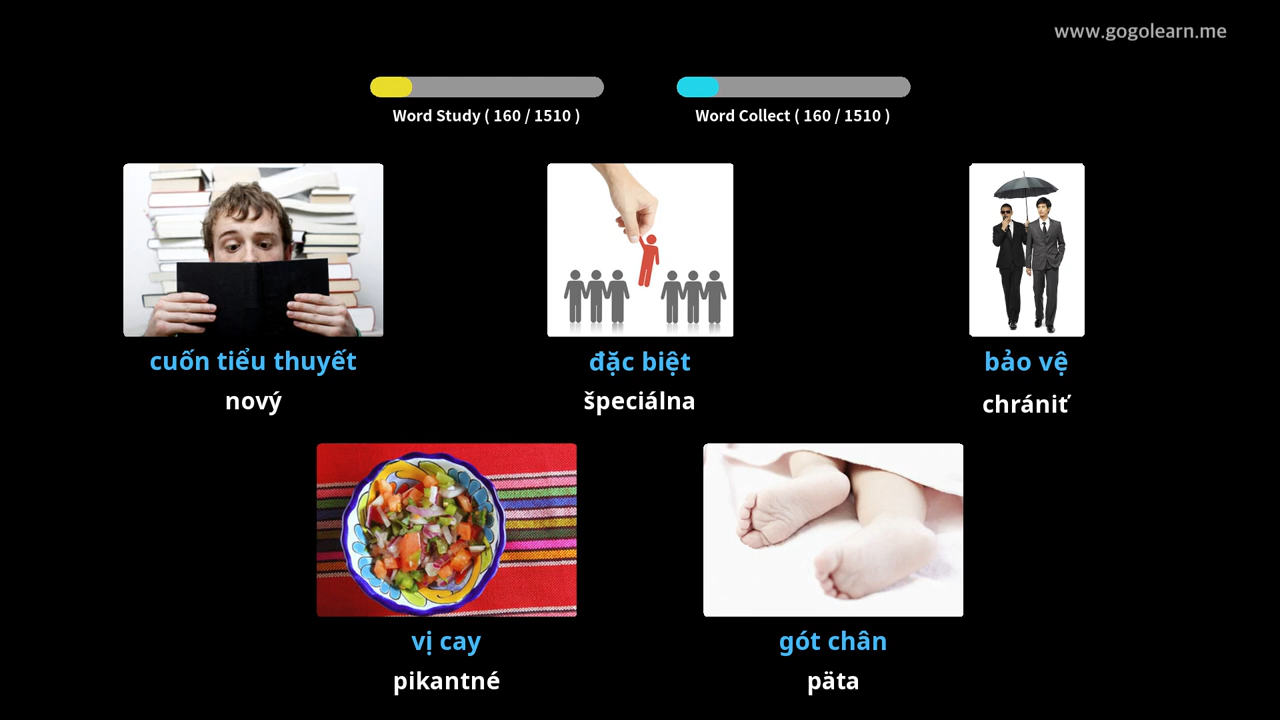 www.gogolearn.me
Word Study ( 160 / 1510 )
Word Collect ( 160 / 1510 )
cuốn tiểu thuyết
nový
đặc biệt
špeciálna
bảo vệ
chrániť
vị cay
pikantné
gót chân
päta